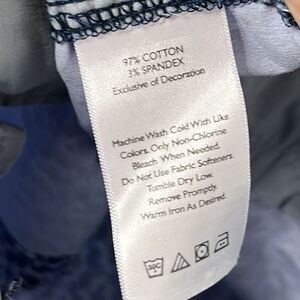 97% COTTON
3% SPANDEX
Exclusive of Decoration
Machine Wash Cold With Like
Colors. Only Non-Chlorine
Bleach When Needed.
Do Not Use Fabric Softeners.
Tumble Dry Low.
Remove Promptly.
Warm Iron As Desired.
30C